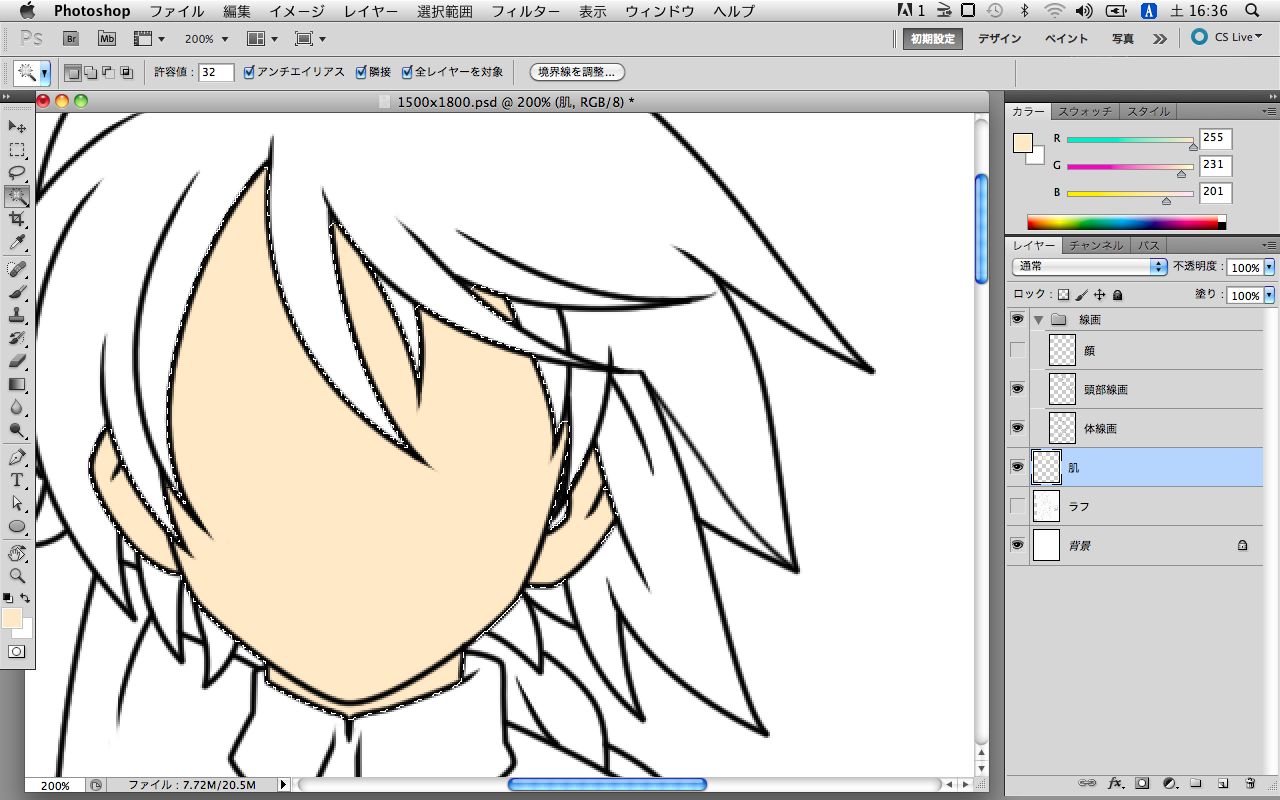 Photoshop ファイル 編集 イメージ レイヤー 選択範囲 フィルター 表示 ウィンドウ ヘルプ 1 A 土 16:36
Ps Br Mb 200% 初期設定 デザイン ペイント 写真 CS Live
許容値 : 32 アンチエイリアス 隣接 全レイヤーを対象 境界線を調整...
1500x1800.psd @ 200% (肌, RGB/8) *
カラー スウォッチ スタイル
R 255
G 231
B 201
レイヤー チャンネル パス
通常 不透明度 : 100%
ロック : 塗り : 100%
線画
顔
頭部線画
体線画
肌
ラフ
背景
T
fx
200% ファイル : 7.72M/20.5M